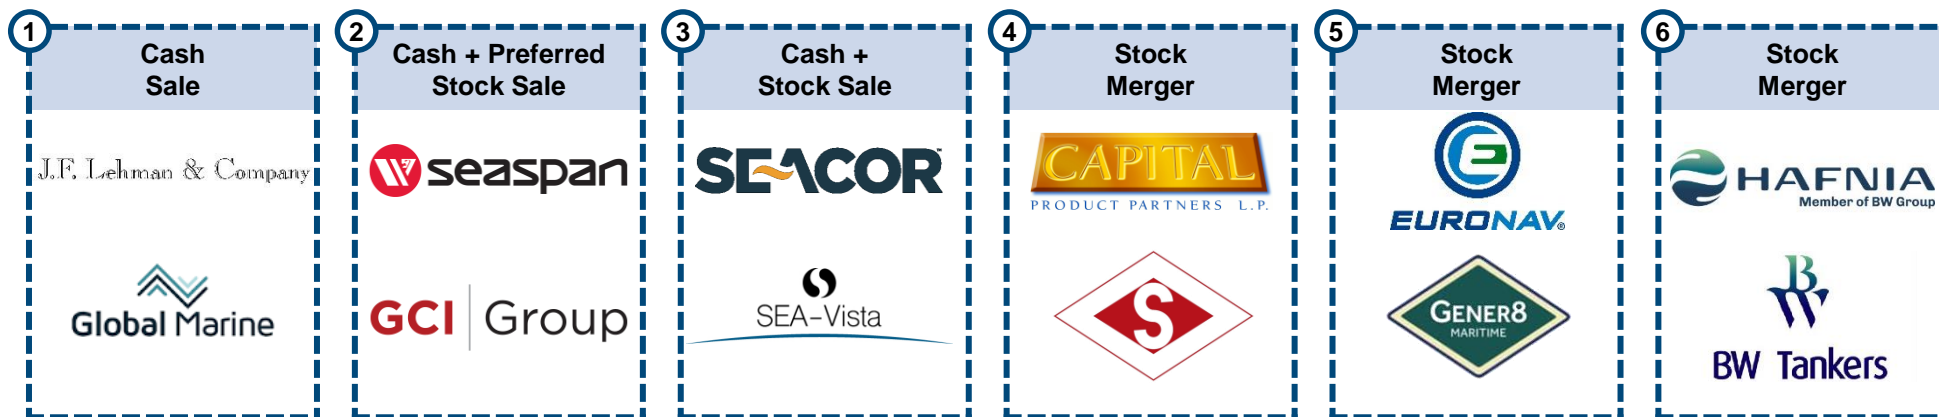 1
Cash
Sale
J.F. Lehman & Company
Global Marine
2
Cash + Preferred
Stock Sale
seaspan
GCI | Group
3
Cash +
Stock Sale
SEACOR™
SEA-Vista
4
Stock
Merger
CAPITAL
PRODUCT PARTNERS L.P.
S
5
Stock
Merger
e
EURONAV®
GENER8
MARITIME
6
Stock
Merger
HAFNIA
Member of BW Group
BW
BW Tankers